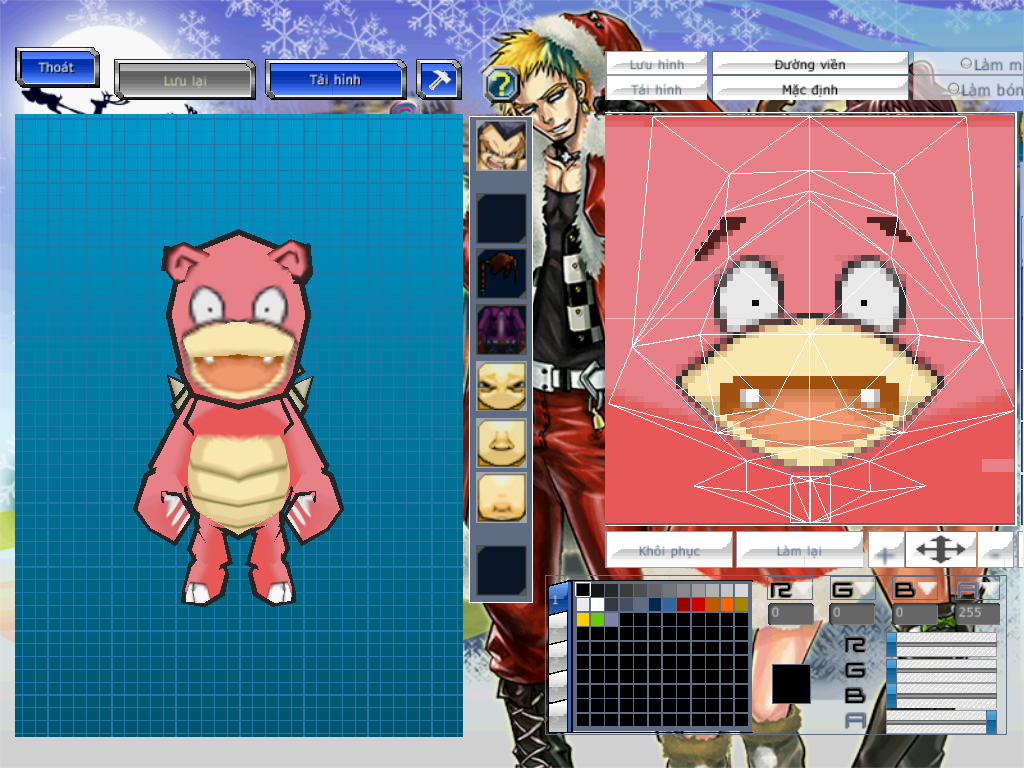 Thoát
Lưu lại
Tải hình
?
Lưu hình
Đường viền
Làm m
Tải hình
Mặc định
Làm bón
Khôi phục
Làm lại
+
-
1
R G B A
0 0 0 255
R
G
B
A